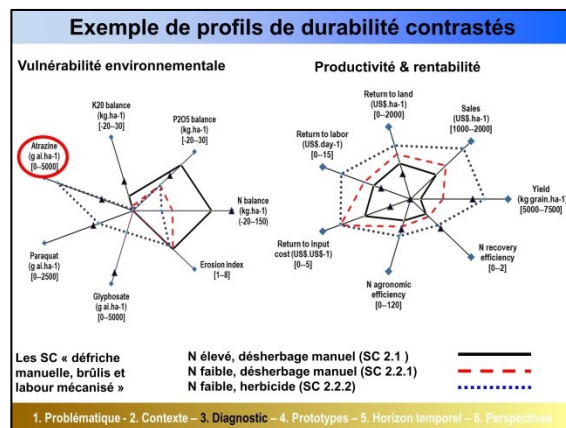 Exemple de profils de durabilité contrastés
Vulnérabilité environnementale
K20 balance
(kg.ha-1)
[-20--30]
P2O5 balance
(kg.ha-1)
[-20--30]
Atrazine
(g ai.ha-1)
[0--5000]
N balance
(kg.ha-1)
(-20--150)
Paraquat
(g ai.ha-1)
[0--2500]
Glyphosate
(g ai.ha-1)
[0--5000]
Erosion index
[1--8]
Productivité & rentabilité
Return to land
(US$.ha-1)
[0--2000]
Sales
(US$.ha-1)
[1000--2000]
Return to labor
(US$.day-1)
[0--15]
Yield
(kg grain.ha-1)
[5000--7500]
Return to input
cost (US$.US$-1)
[0--5]
N recovery
efficiency
[0--2]
N agronomic
efficiency
[0--120]
Les SC « défriche
manuelle, brûlis et
labour mécanisé »
N élevé, désherbage manuel (SC 2.1 )
N faible, désherbage manuel (SC 2.2.1)
N faible, herbicide (SC 2.2.2)
1. Problématique - 2. Contexte – 3. Diagnostic – 4. Prototypes – 5. Horizon temporel – 6. Perspectives